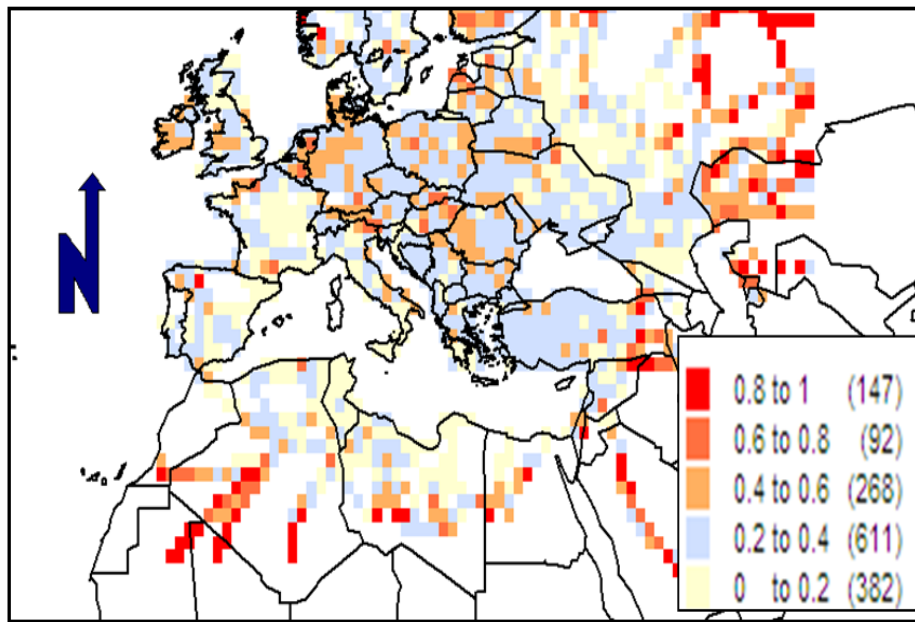 N
0.8 to 1 (147)
0.6 to 0.8 (92)
0.4 to 0.6 (268)
0.2 to 0.4 (611)
0 to 0.2 (382)